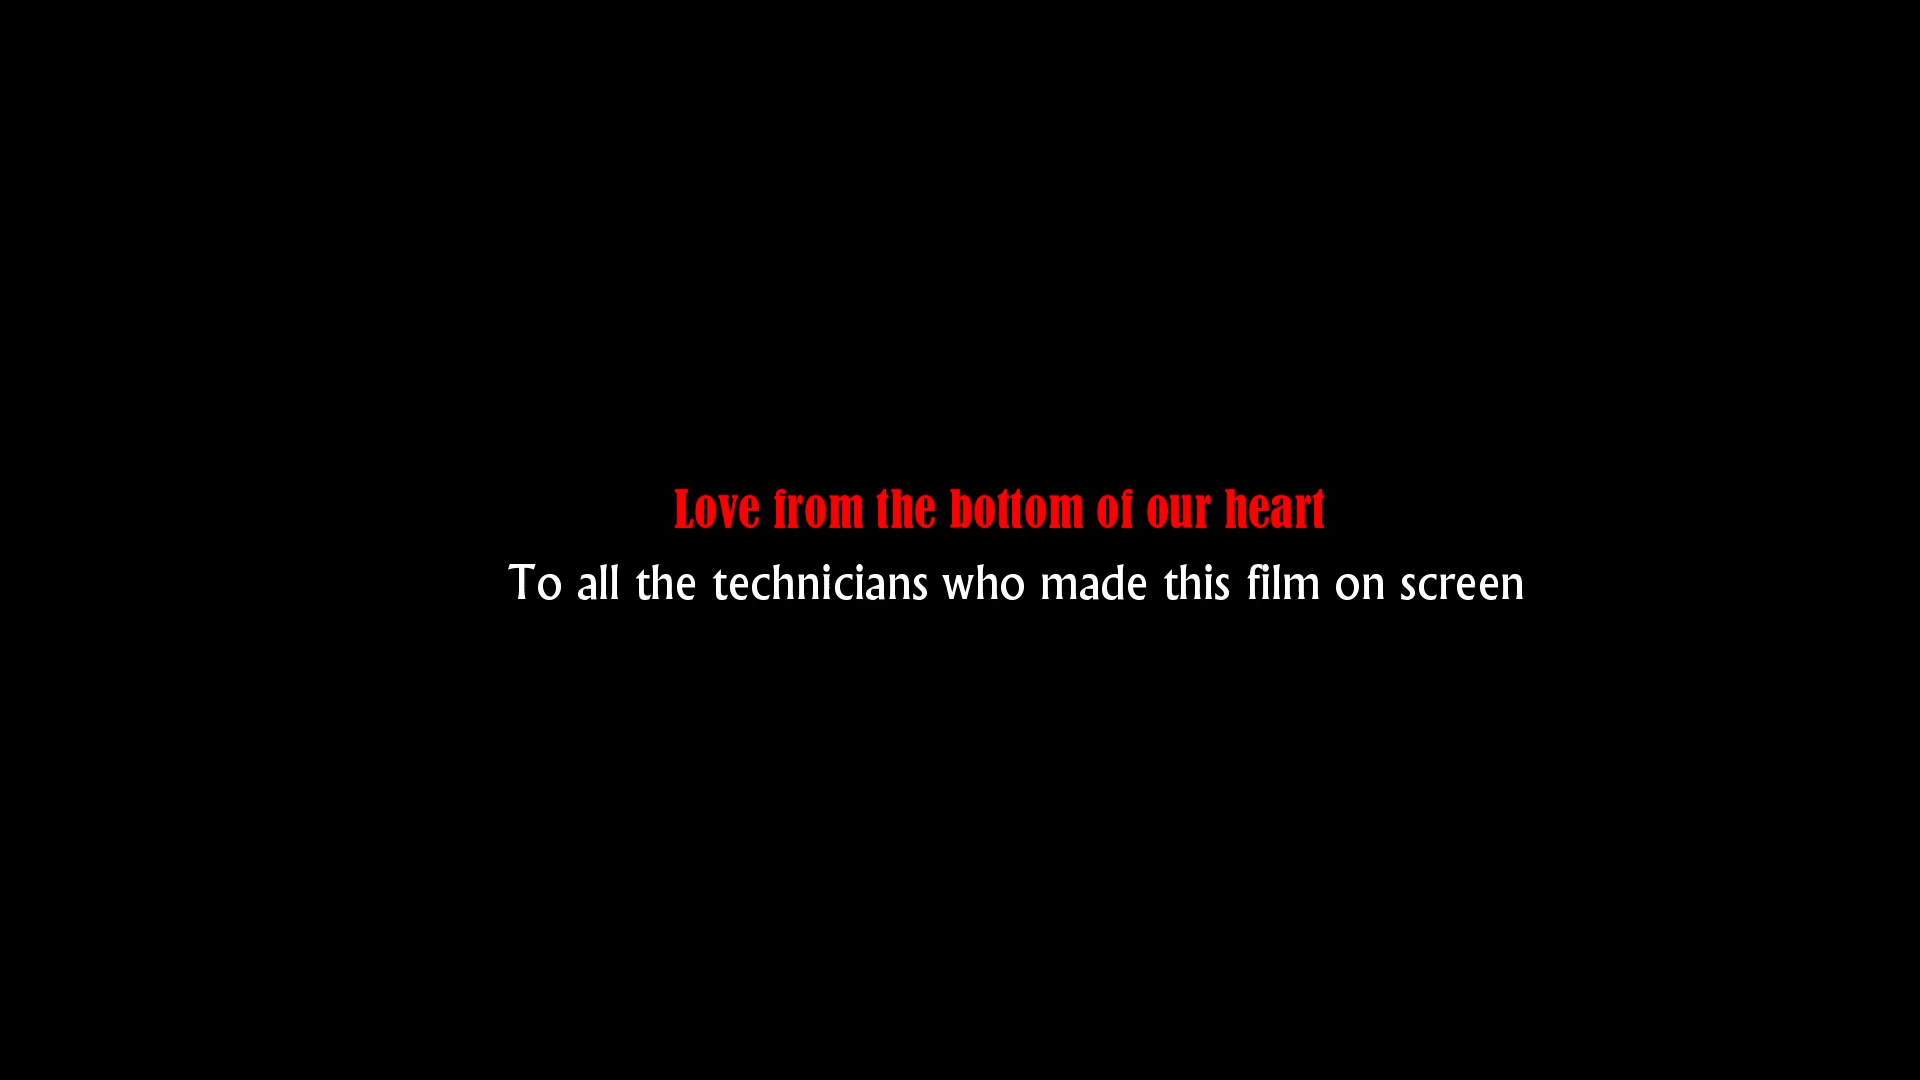 Love from the bottom of our heart
To all the technicians who made this film on screen